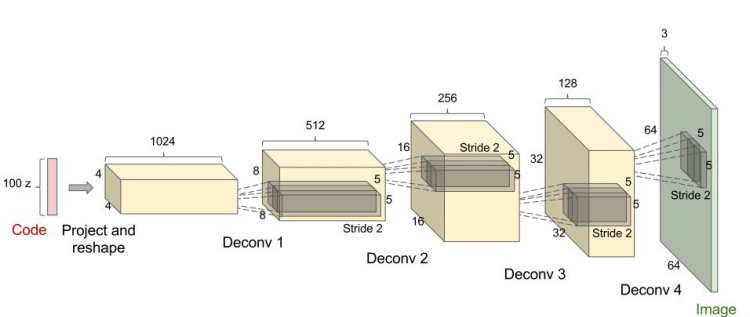 100 z
Code
Project and
reshape
4
4
1024
Deconv 1
512
8
8
5
5
Stride 2
Deconv 2
256
16
16
Stride 2
5
5
Deconv 3
128
32
32
5
5
Stride 2
Deconv 4
3
64
64
5
5
Stride 2
Image